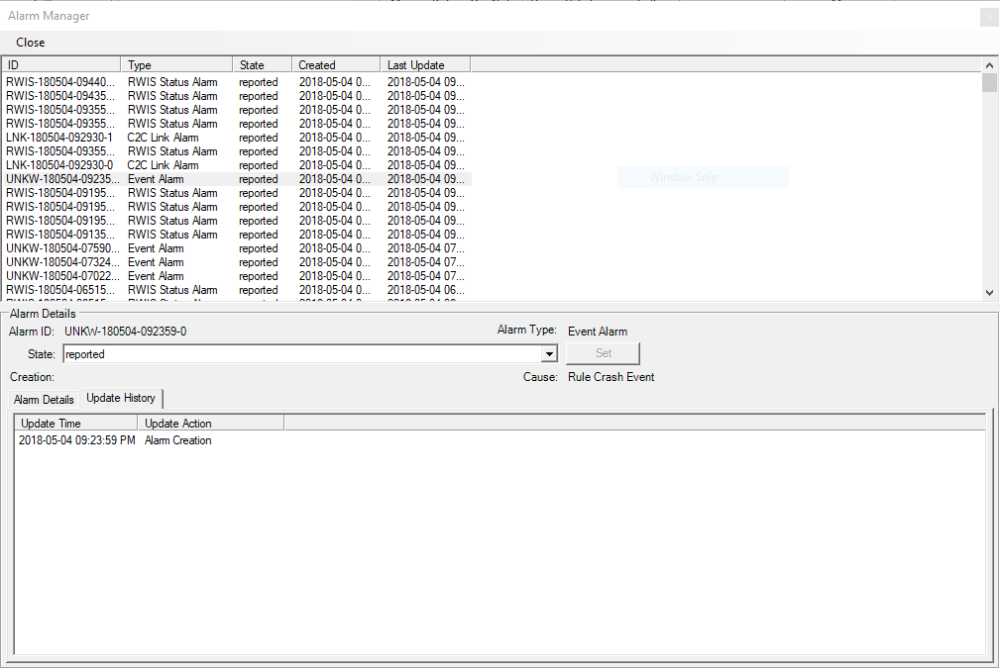 Alarm Manager
Close
ID Type State Created Last Update
RWIS-180504-09440... RWIS Status Alarm reported 2018-05-04 0... 2018-05-04 09...
RWIS-180504-09435... RWIS Status Alarm reported 2018-05-04 0... 2018-05-04 09...
RWIS-180504-09355... RWIS Status Alarm reported 2018-05-04 0... 2018-05-04 09...
RWIS-180504-09355... RWIS Status Alarm reported 2018-05-04 0... 2018-05-04 09...
LNK-180504-092930-1 C2C Link Alarm reported 2018-05-04 0... 2018-05-04 09...
RWIS-180504-09355... RWIS Status Alarm reported 2018-05-04 0... 2018-05-04 09...
LNK-180504-092930-0 C2C Link Alarm reported 2018-05-04 0... 2018-05-04 09...
UNKW-180504-09235... Event Alarm reported 2018-05-04 0... 2018-05-04 09...
Window Snip
RWIS-180504-09195... RWIS Status Alarm reported 2018-05-04 0... 2018-05-04 09...
RWIS-180504-09195... RWIS Status Alarm reported 2018-05-04 0... 2018-05-04 09...
RWIS-180504-09195... RWIS Status Alarm reported 2018-05-04 0... 2018-05-04 09...
RWIS-180504-09135... RWIS Status Alarm reported 2018-05-04 0... 2018-05-04 09...
UNKW-180504-07590... Event Alarm reported 2018-05-04 0... 2018-05-04 07...
UNKW-180504-07324... Event Alarm reported 2018-05-04 0... 2018-05-04 07...
UNKW-180504-07022... Event Alarm reported 2018-05-04 0... 2018-05-04 07...
RWIS-180504-06515... RWIS Status Alarm reported 2018-05-04 0... 2018-05-04 06...
Alarm Details
Alarm ID: UNKW-180504-092359-0 Alarm Type: Event Alarm
State: reported Set
Creation: Cause: Rule Crash Event
Alarm Details Update History
Update Time Update Action
2018-05-04 09:23:59 PM Alarm Creation